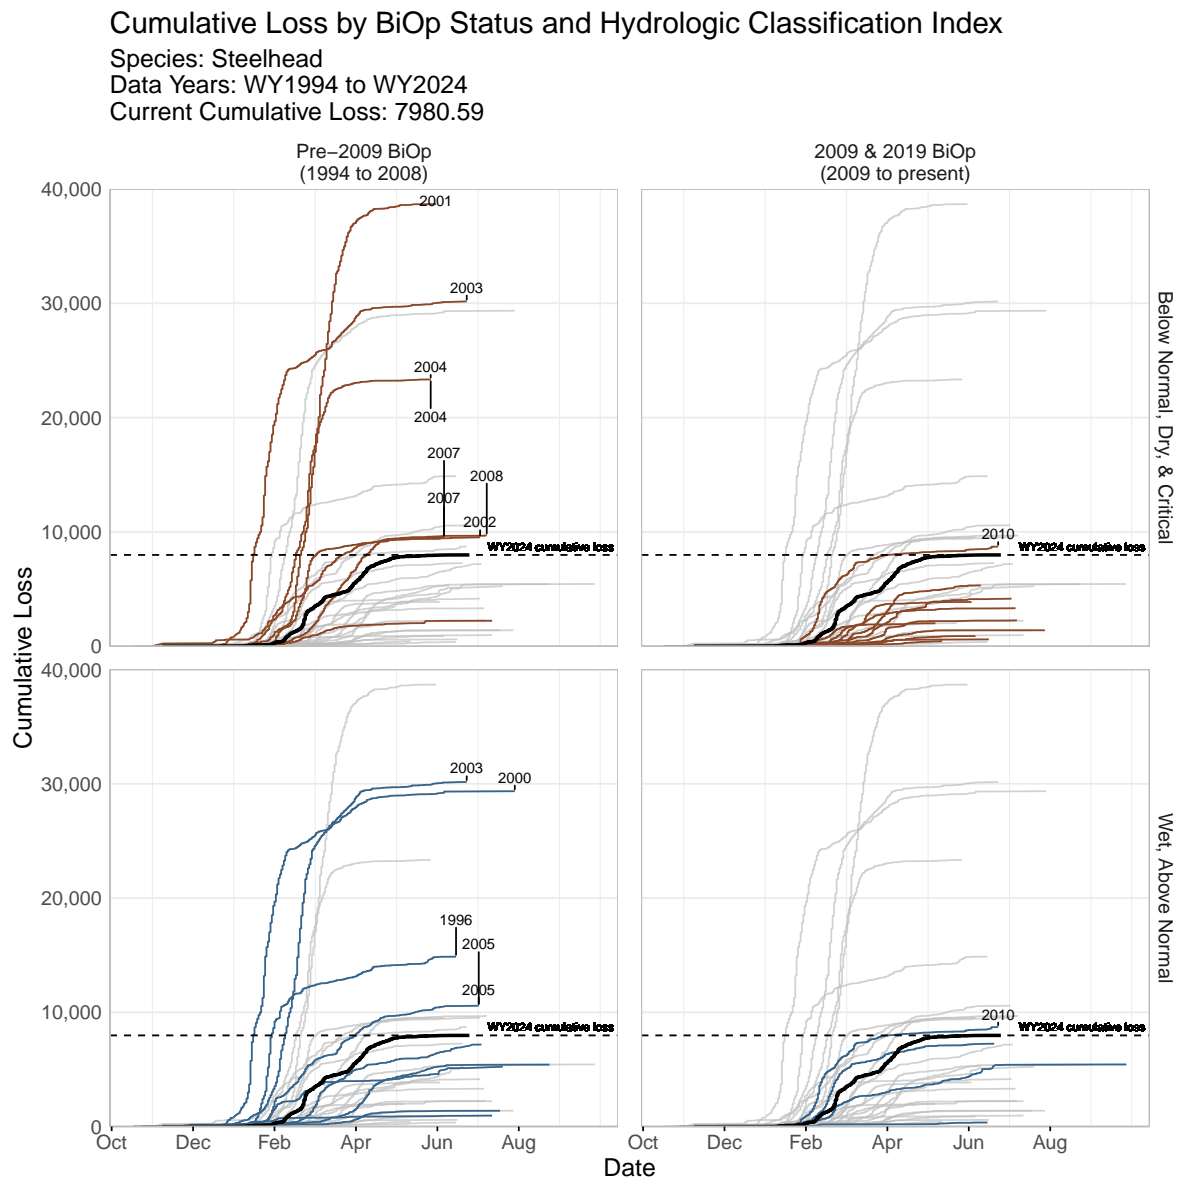 Cumulative Loss by BiOp Status and Hydrologic Classification Index
Species: Steelhead
Data Years: WY1994 to WY2024
Current Cumulative Loss: 7980.59
Pre−2009 BiOp
(1994 to 2008)
2009 & 2019 BiOp
(2009 to present)
Cumulative Loss
40,000
30,000
20,000
10,000
0
2001
2003
2004
2004
2007
2008
2007
2002
WY2024 cumulative loss
2010
WY2024 cumulative loss
Below Normal, Dry, & Critical
40,000
30,000
20,000
10,000
0
2003
2000
1996
2005
2005
WY2024 cumulative loss
2010
WY2024 cumulative loss
Wet, Above Normal
Oct
Dec
Feb
Apr
Jun
Aug
Oct
Dec
Feb
Apr
Jun
Aug
Date